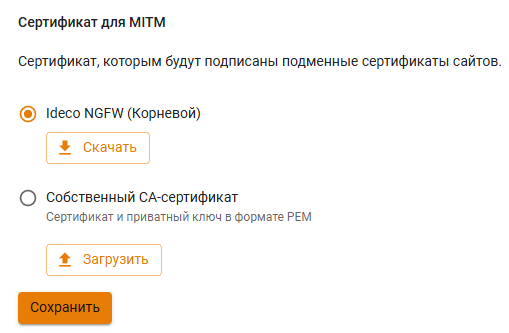 Сертификат для MITM
Сертификат, которым будут подписаны подменные сертификаты сайтов.
Ideco NGFW (Корневой)
Скачать
Собственный CA-сертификат
Сертификат и приватный ключ в формате PEM
Загрузить
Сохранить